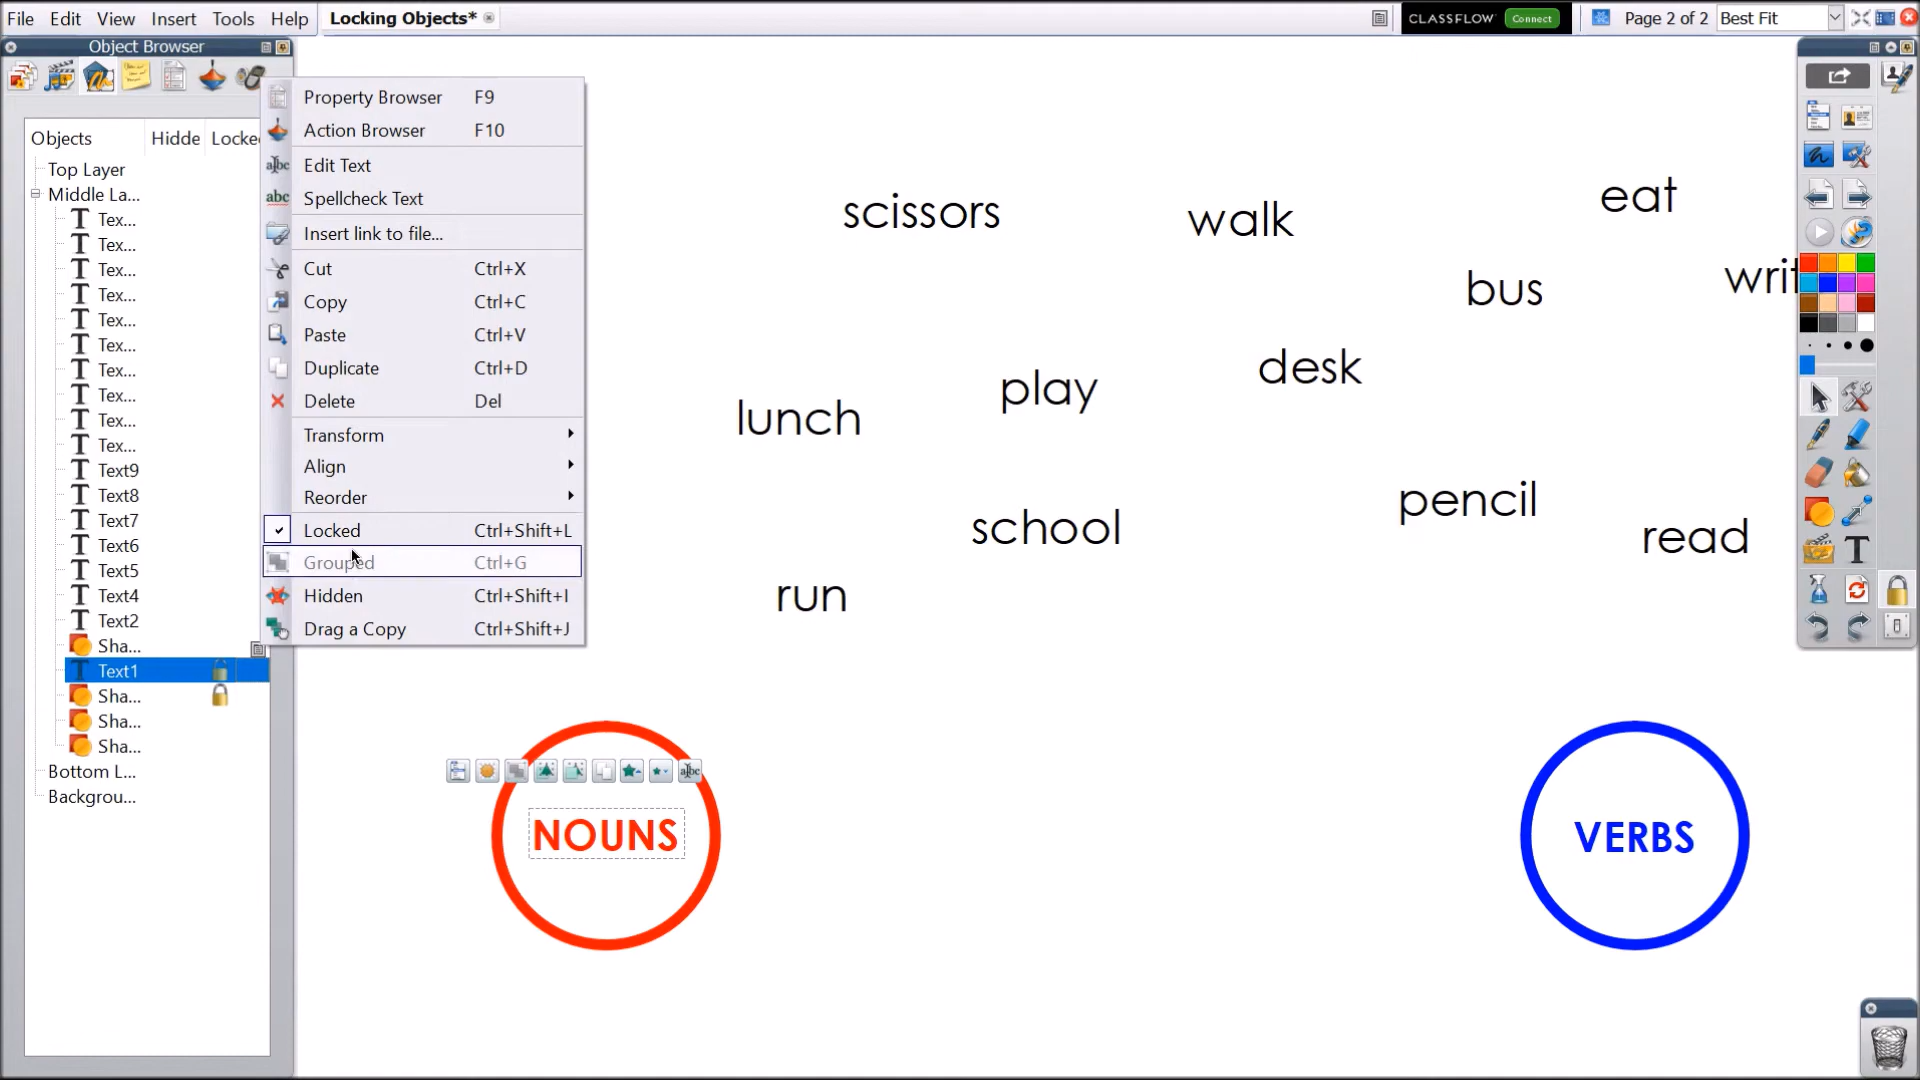 File Edit View Insert Tools Help Locking Objects* CLASSFLOW Connect Page 2 of 2 Best Fit
Object Browser
Objects Hidde Locke
Top Layer
Middle La...
Tex...
Tex...
Tex...
Tex...
Tex...
Tex...
Tex...
Tex...
Tex...
Tex...
Text9
Text8
Text7
Text6
Text5
Text4
Text2
Sha...
Text1
Sha...
Sha...
Sha...
Bottom L...
Backgrou...
Property Browser F9
Action Browser F10
Edit Text
Spellcheck Text
Insert link to file...
Cut Ctrl+X
Copy Ctrl+C
Paste Ctrl+V
Duplicate Ctrl+D
Delete Del
Transform
Align
Reorder
Locked Ctrl+Shift+L
Grouped Ctrl+G
Hidden Ctrl+Shift+I
Drag a Copy Ctrl+Shift+J
scissors
walk
eat
bus
writ
play
desk
lunch
school
pencil
read
run
NOUNS
VERBS